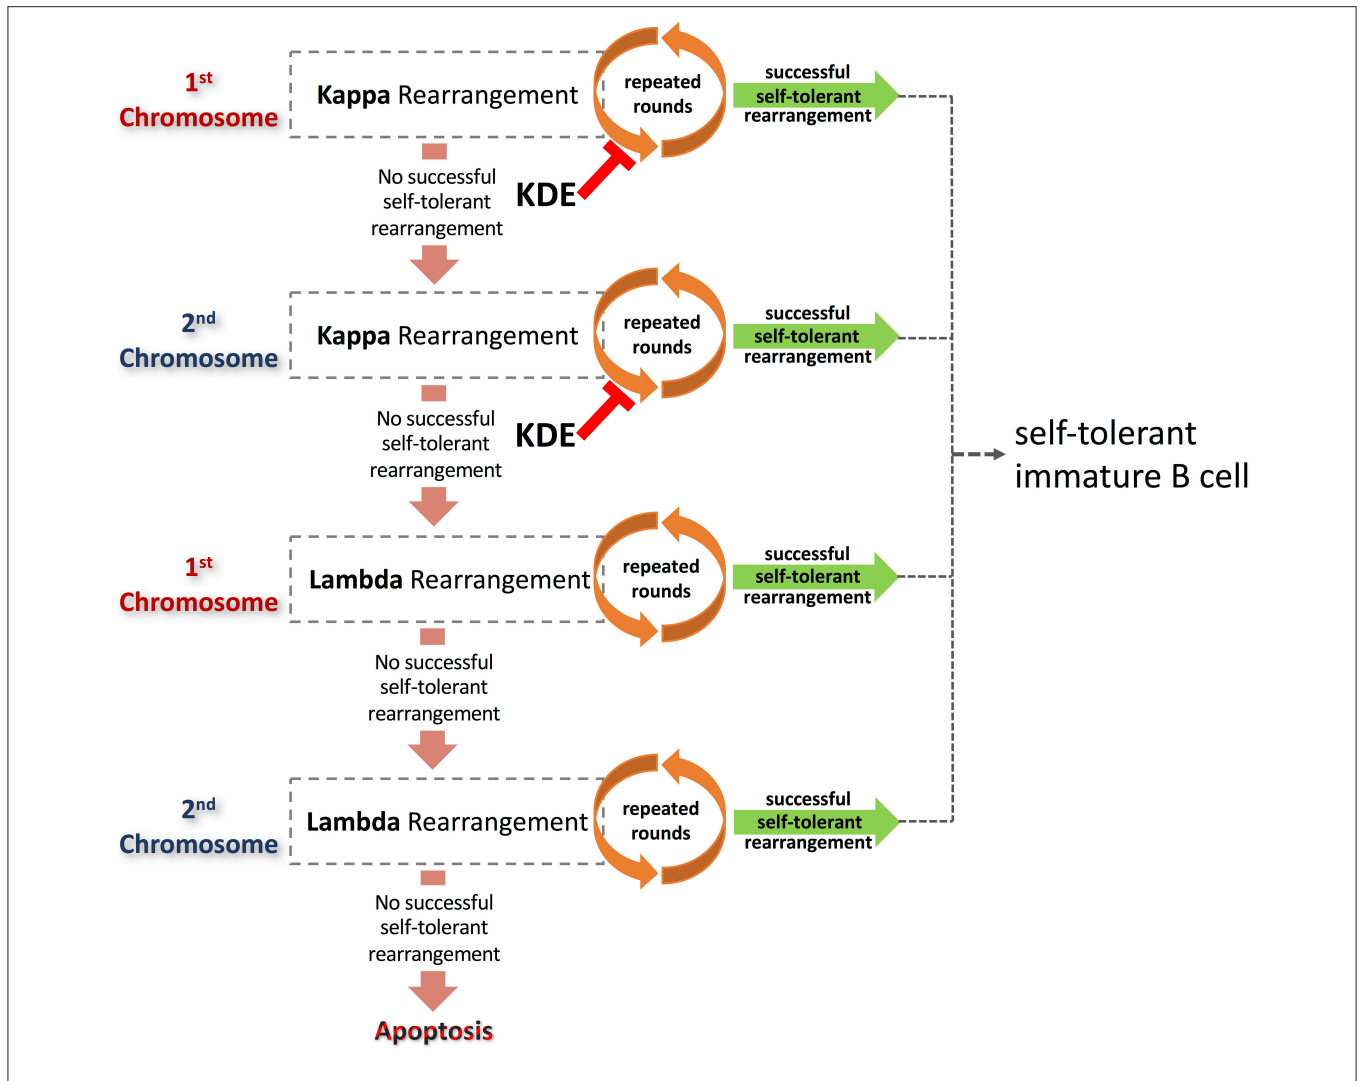 1st
Chromosome
Kappa Rearrangement
repeated
rounds
successful
self-tolerant
rearrangement
No successful
self-tolerant
rearrangement
KDE
2nd
Chromosome
Kappa Rearrangement
repeated
rounds
successful
self-tolerant
rearrangement
No successful
self-tolerant
rearrangement
KDE
self-tolerant
immature B cell
1st
Chromosome
Lambda Rearrangement
repeated
rounds
successful
self-tolerant
rearrangement
No successful
self-tolerant
rearrangement
2nd
Chromosome
Lambda Rearrangement
repeated
rounds
successful
self-tolerant
rearrangement
No successful
self-tolerant
rearrangement
Apoptosis